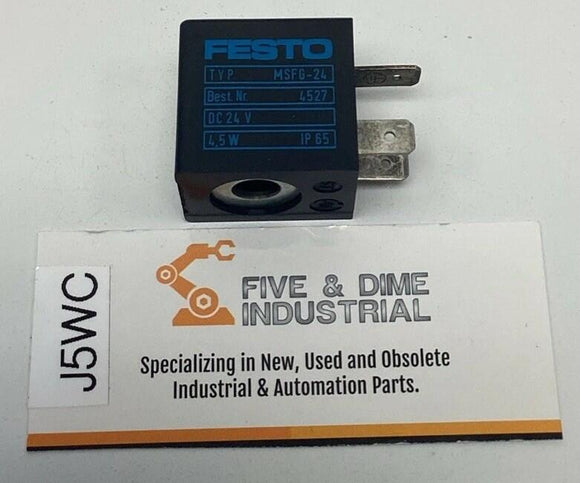 FESTO
TYP. MSFG-24
Best. Nr. 4527
DC 24 V
4,5 W IP 65
J5WC
FIVE & DIME
INDUSTRIAL
Specializing in New, Used and Obsolete
Industrial & Automation Parts.